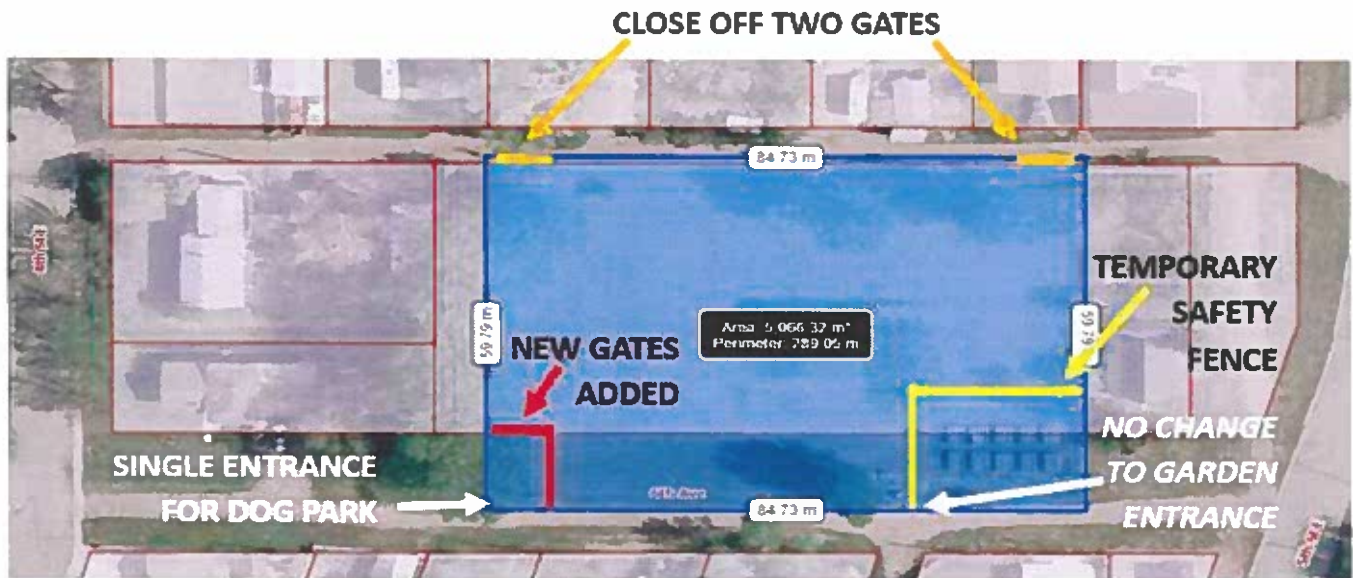 CLOSE OFF TWO GATES
84.73 m
TEMPORARY
SAFETY
FENCE
59.79 m
59.79
Area: 5,066.32 m²
Perimeter: 289.05 m
NEW GATES
ADDED
NO CHANGE
TO GARDEN
ENTRANCE
SINGLE ENTRANCE
FOR DOG PARK
84.73 m